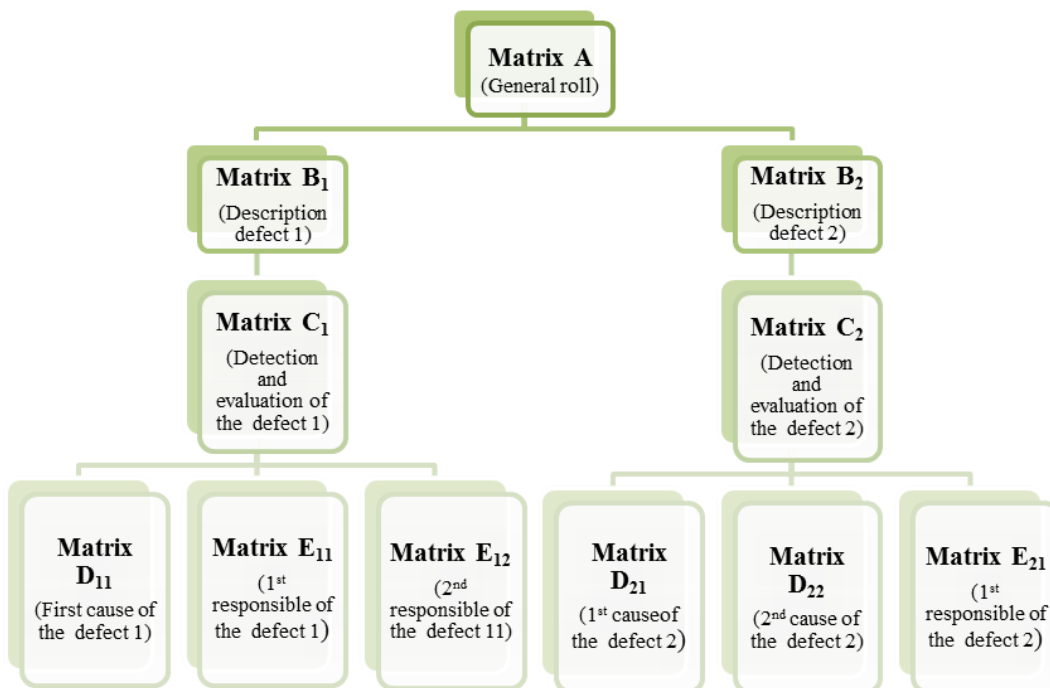 Matrix A
(General roll)
Matrix B₁
(Description
defect 1)
Matrix B₂
(Description
defect 2)
Matrix C₁
(Detection
and
evaluation of
the defect 1)
Matrix C₂
(Detection
and
evaluation of
the defect 2)
Matrix
D₁₁
(First cause of
the defect 1)
Matrix E₁₁
(1ˢᵗ
responsible of
the defect 1)
Matrix E₁₂
(2ⁿᵈ
responsible of
the defect 11)
Matrix
D₂₁
(1ˢᵗ causeof
the defect 2)
Matrix
D₂₂
(2ⁿᵈ cause of
the defect 2)
Matrix E₂₁
(1ˢᵗ
responsible of
the defect 2)